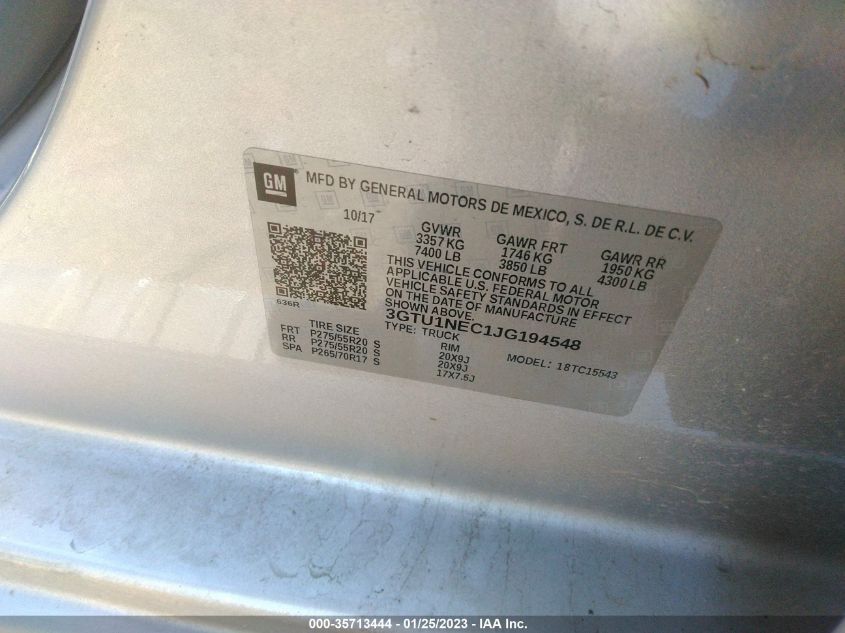 GM
MFD BY GENERAL MOTORS DE MEXICO, S. DE R.L. DE C.V.
10/17
GVWR GAWR FRT GAWR RR
3357 KG 1746 KG 1950 KG
7400 LB 3850 LB 4300 LB
THIS VEHICLE CONFORMS TO ALL
APPLICABLE U.S. FEDERAL MOTOR
VEHICLE SAFETY STANDARDS IN EFFECT
ON THE DATE OF MANUFACTURE
SHOWN ABOVE.
636R
3GTU1NEC1JG194548
TYPE: TRUCK MODEL: 18TC15543
TIRE SIZE RIM
FRT P275/55R20 S 20X9J
RR P275/55R20 S 20X9J
SPA P265/70R17 S 17X7.5J
000-35713444 - 01/25/2023 - IAA Inc.